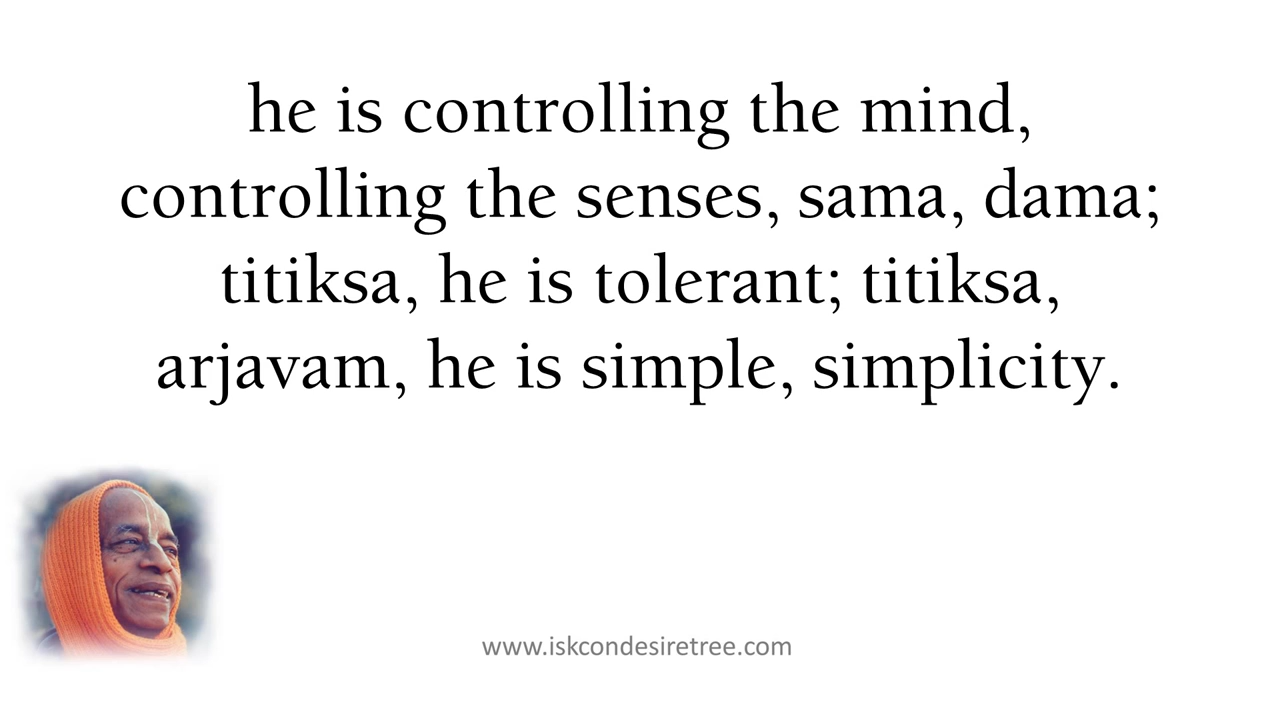 he is controlling the mind,
controlling the senses, sama, dama;
titiksa, he is tolerant; titiksa,
arjavam, he is simple, simplicity.
www.iskcondesiretree.com